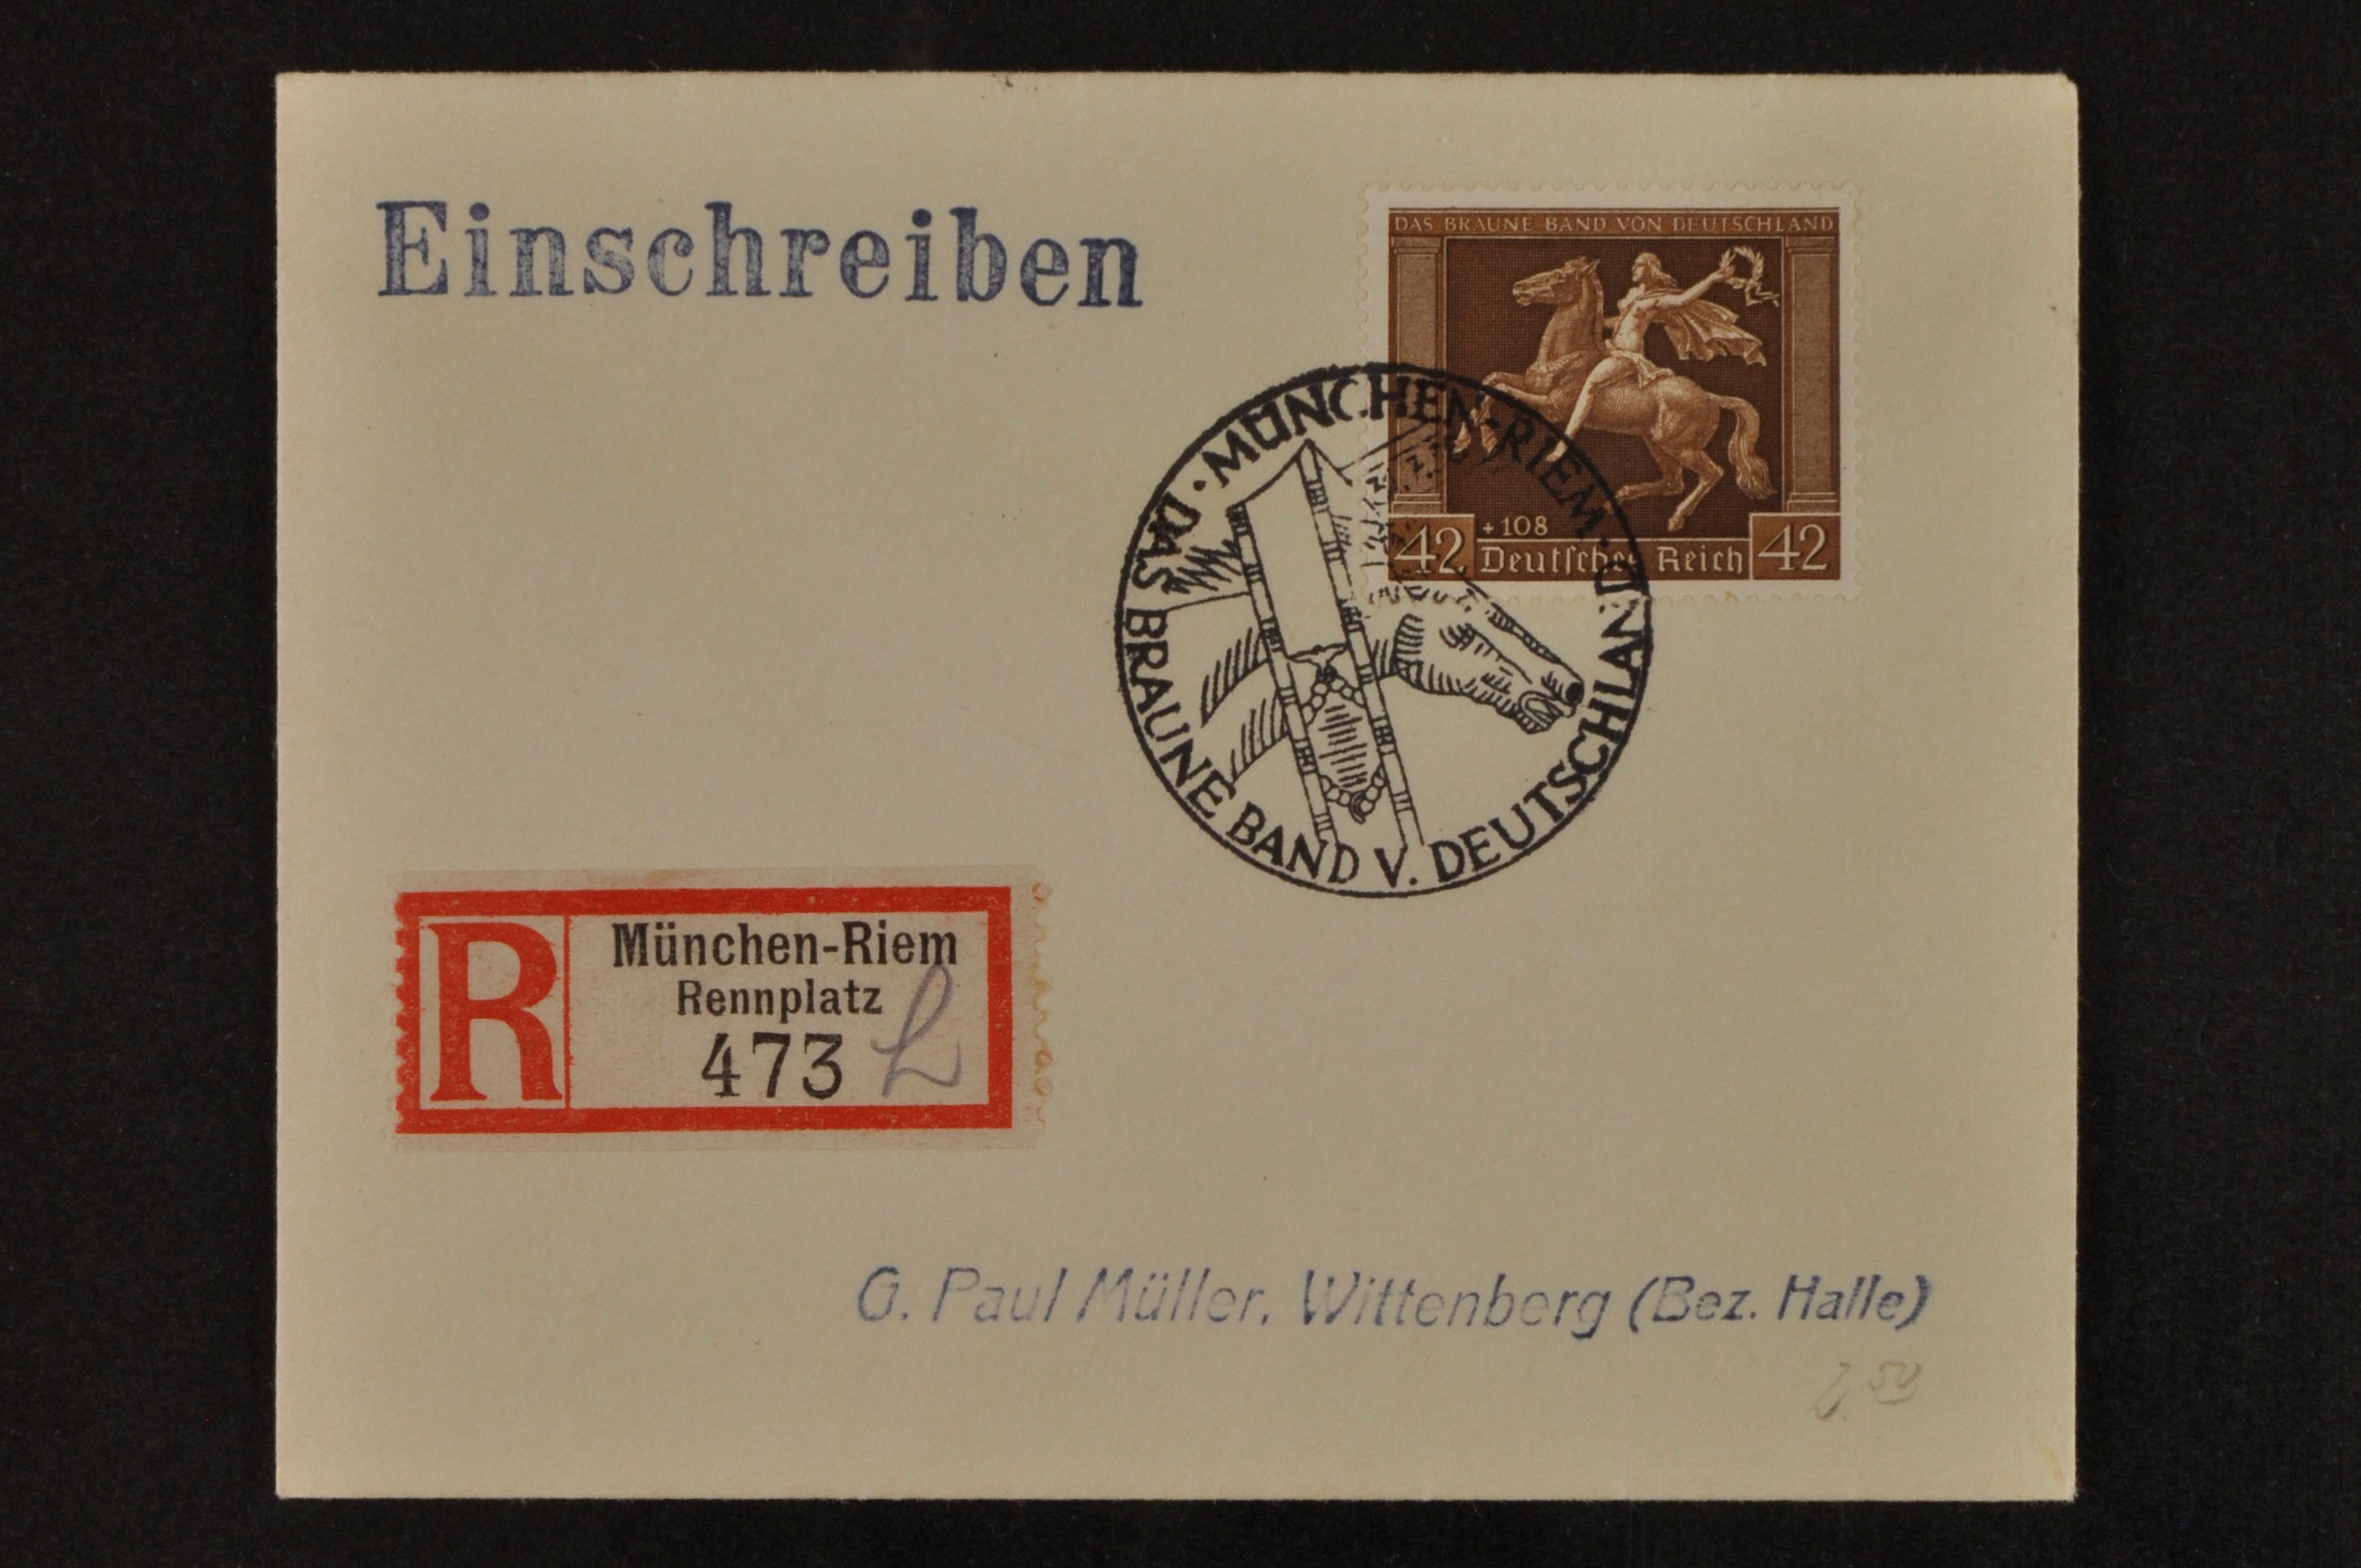 Einschreiben
DAS BRAUNE BAND VON DEUTSCHLAND
42 +108 Deutsches Reich 42
· MÜNCHEN-RIEM ·
DAS BRAUNE BAND V. DEUTSCHLAND
R
München-Riem
Rennplatz
473
G. Paul Müller, Wittenberg (Bez. Halle)